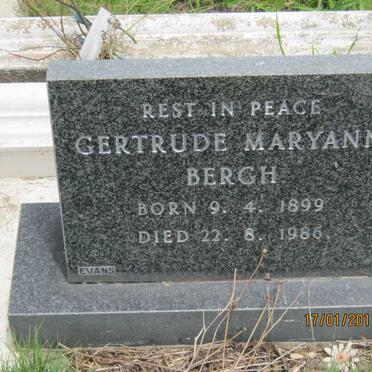 REST IN PEACE
GERTRUDE MARYANN
BERGH
BORN 9. 4. 1899
DIED 22. 8. 1986.
EVANS
17/01/201